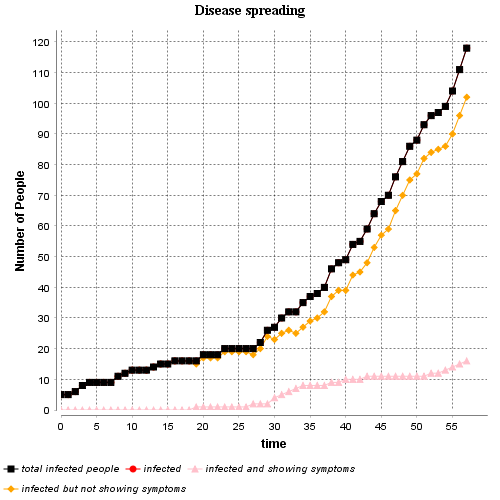 Disease spreading
120
110
100
90
80
70
60
50
40
30
20
10
0
Number of People
0 5 10 15 20 25 30 35 40 45 50 55
time
total infected people infected infected and showing symptoms
infected but not showing symptoms